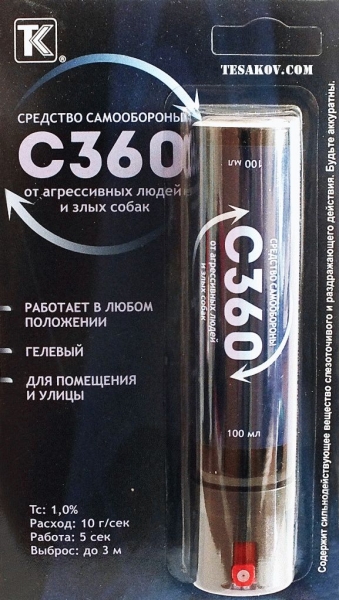 TK®
TESAKOV.COM
СРЕДСТВО САМООБОРОНЫ
С360
от агрессивных людей
и злых собак
РАБОТАЕТ В ЛЮБОМ
ПОЛОЖЕНИИ
ГЕЛЕВЫЙ
ДЛЯ ПОМЕЩЕНИЯ
И УЛИЦЫ
Тс: 1,0%
Расход: 10 г/сек
Работа: 5 сек
Выброс: до 3 м
100 мл
СРЕДСТВО САМООБОРОНЫ
С360
от агрессивных людей
и злых собак
100 мл
Содержит сильнодействующее вещество слезоточивого и раздражающего действия. Будьте аккуратны.